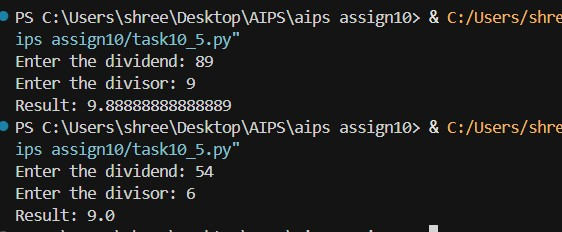 PS C:\Users\shree\Desktop\AIPS\aips assign10> & C:/Users/shre
ips assign10/task10_5.py"
Enter the dividend: 89
Enter the divisor: 9
Result: 9.88888888888889
PS C:\Users\shree\Desktop\AIPS\aips assign10> & C:/Users/shre
ips assign10/task10_5.py"
Enter the dividend: 54
Enter the divisor: 6
Result: 9.0